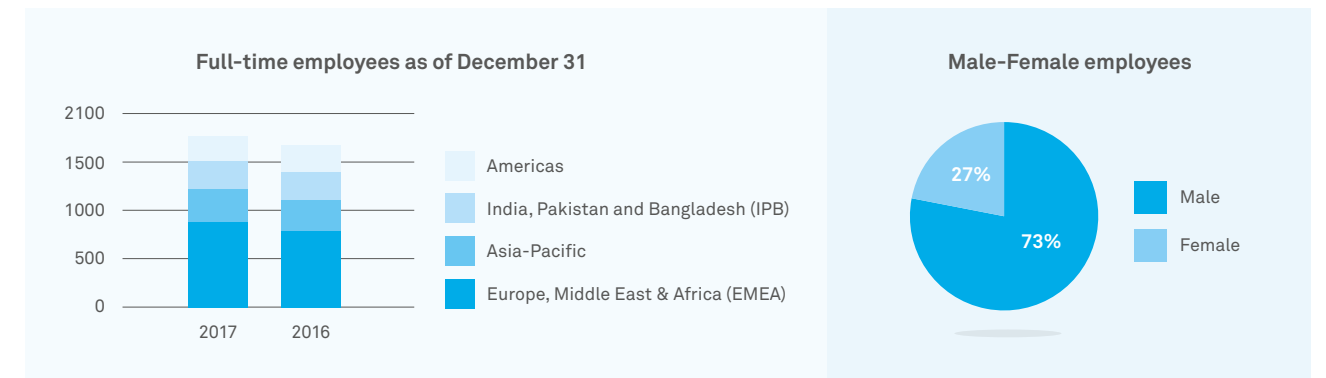 Full-time employees as of December 31
2100
1500
1000
500
0
2017
2016
Americas
India, Pakistan and Bangladesh (IPB)
Asia-Pacific
Europe, Middle East & Africa (EMEA)
Male-Female employees
27%
73%
Male
Female